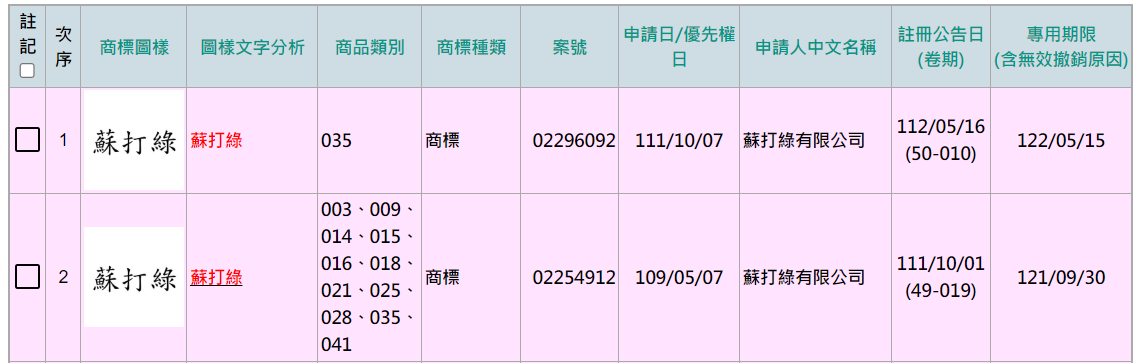 註記 次序 商標圖樣 圖樣文字分析 商品類別 商標種類 案號 申請日/優先權日 申請人中文名稱 註冊公告日(卷期) 專用期限(含無效撤銷原因)
1 蘇打綠 蘇打綠 035 商標 02296092 111/10/07 蘇打綠有限公司 112/05/16 (50-010) 122/05/15
2 蘇打綠 蘇打綠 003、009、014、015、016、018、021、025、028、035、041 商標 02254912 109/05/07 蘇打綠有限公司 111/10/01 (49-019) 121/09/30